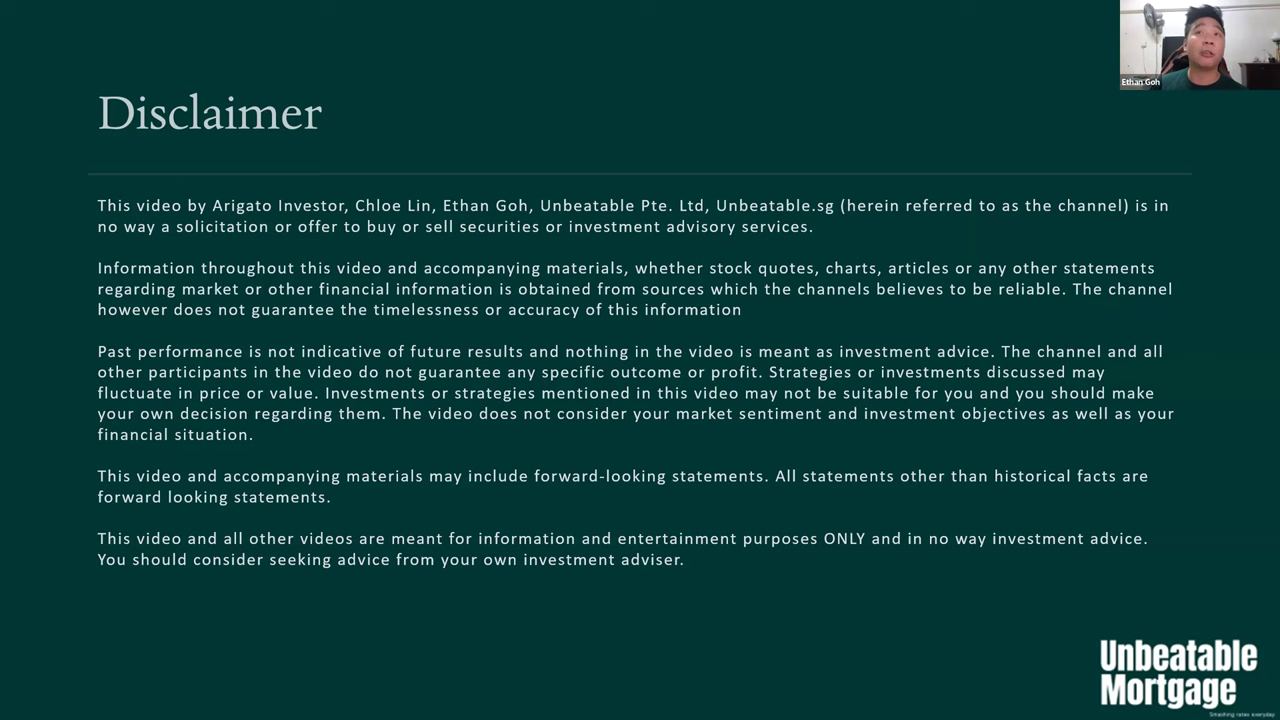 Ethan Goh
Disclaimer
This video by Arigato Investor, Chloe Lin, Ethan Goh, Unbeatable Pte. Ltd, Unbeatable.sg (herein referred to as the channel) is in
no way a solicitation or offer to buy or sell securities or investment advisory services.
Information throughout this video and accompanying materials, whether stock quotes, charts, articles or any other statements
regarding market or other financial information is obtained from sources which the channels believes to be reliable. The channel
however does not guarantee the timelessness or accuracy of this information
Past performance is not indicative of future results and nothing in the video is meant as investment advice. The channel and all
other participants in the video do not guarantee any specific outcome or profit. Strategies or investments discussed may
fluctuate in price or value. Investments or strategies mentioned in this video may not be suitable for you and you should make
your own decision regarding them. The video does not consider your market sentiment and investment objectives as well as your
financial situation.
This video and accompanying materials may include forward-looking statements. All statements other than historical facts are
forward looking statements.
This video and all other videos are meant for information and entertainment purposes ONLY and in no way investment advice.
You should consider seeking advice from your own investment adviser.
Unbeatable
Mortgage
Smashing rates everyday